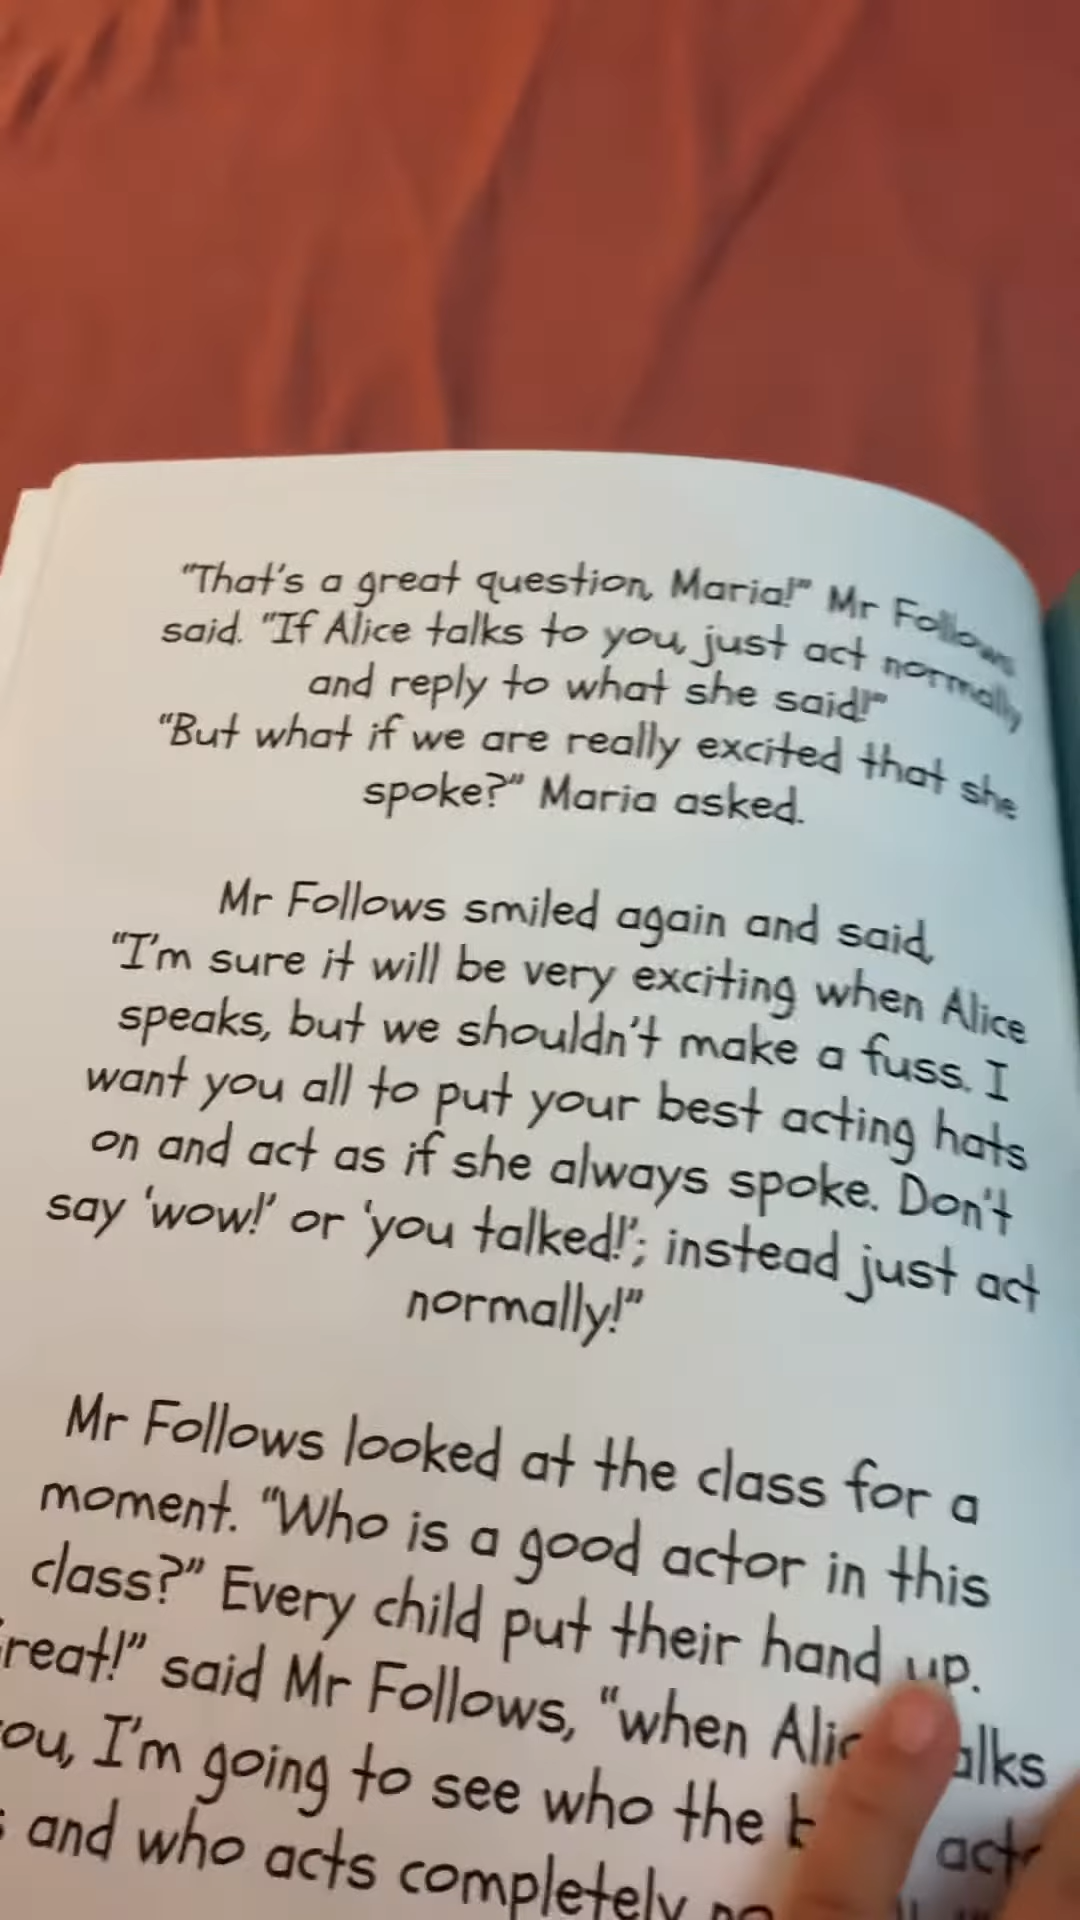 "That's a great question, Maria!" Mr Follows
said. "If Alice talks to you, just act normally
and reply to what she said!"
"But what if we are really excited that she
spoke?" Maria asked.
Mr Follows smiled again and said,
"I'm sure it will be very exciting when Alice
speaks, but we shouldn't make a fuss. I
want you all to put your best acting hats
on and act as if she always spoke. Don't
say 'wow!' or 'you talked!'; instead just act
normally!"
Mr Follows looked at the class for a
moment. "Who is a good actor in this
class?" Every child put their hand up.
said Mr Follows, "when
I'm going to see who the
and who acts completely